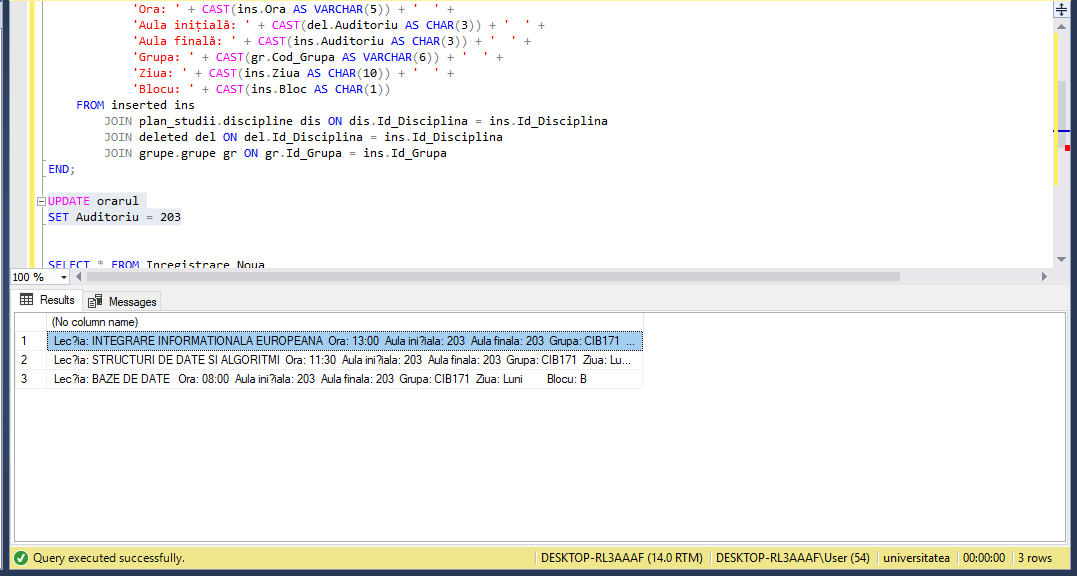 'Ora: ' + CAST(ins.Ora AS VARCHAR(5)) + '  ' +
'Aula inițială: ' + CAST(del.Auditoriu AS CHAR(3)) + '  ' +
'Aula finală: ' + CAST(ins.Auditoriu AS CHAR(3)) + '  ' +
'Grupa: ' + CAST(gr.Cod_Grupa AS VARCHAR(6)) + '  ' +
'Ziua: ' + CAST(ins.Ziua AS CHAR(10)) + '  ' +
'Blocu: ' + CAST(ins.Bloc AS CHAR(1))
FROM inserted ins
JOIN plan_studii.discipline dis ON dis.Id_Disciplina = ins.Id_Disciplina
JOIN deleted del ON del.Id_Disciplina = ins.Id_Disciplina
JOIN grupe.grupe gr ON gr.Id_Grupa = ins.Id_Grupa
END;
UPDATE orarul
SET Auditoriu = 203
SELECT * FROM Inregistrare_Noua
100 %
Results Messages
(No column name)
1 Lec?ia: INTEGRARE INFORMATIONALA EUROPEANA Ora: 13:00 Aula ini?iala: 203 Aula finala: 203 Grupa: CIB171 ...
2 Lec?ia: STRUCTURI DE DATE SI ALGORITMI Ora: 11:30 Aula ini?iala: 203 Aula finala: 203 Grupa: CIB171 Ziua: Lu...
3 Lec?ia: BAZE DE DATE Ora: 08:00 Aula ini?iala: 203 Aula finala: 203 Grupa: CIB171 Ziua: Luni Blocu: B
Query executed successfully. DESKTOP-RL3AAAF (14.0 RTM) DESKTOP-RL3AAAF\User (54) universitatea 00:00:00 3 rows